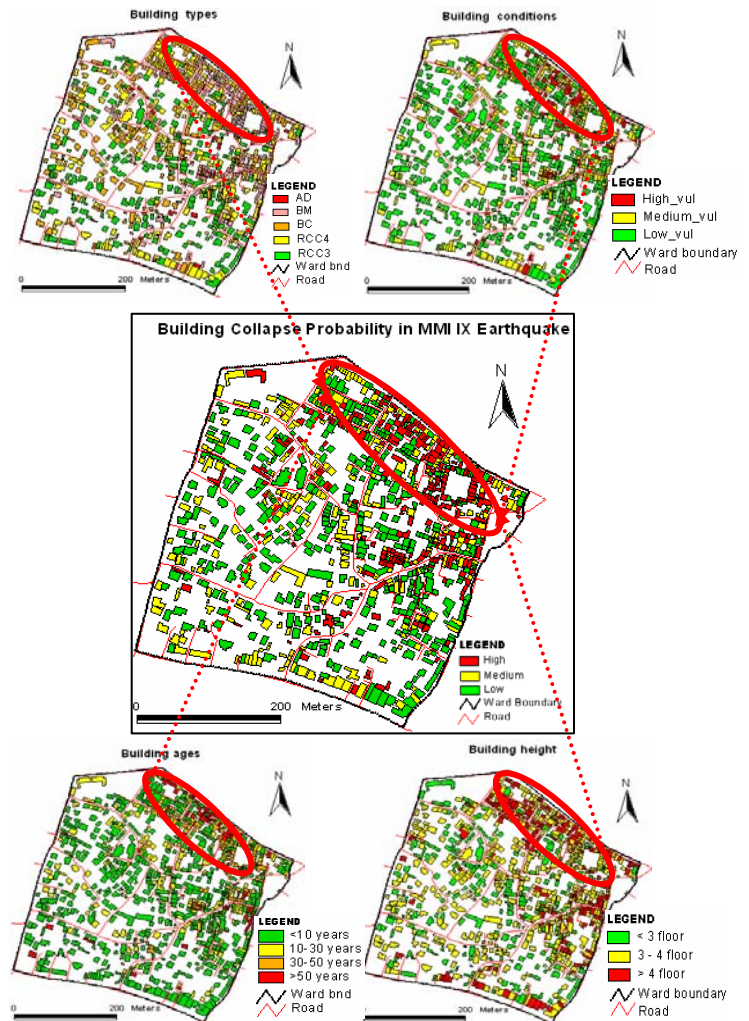 Building types
N
LEGEND
AD
BM
BC
RCC4
RCC3
Ward bnd
Road
0 200 Meters
Building conditions
N
LEGEND
High_vul
Medium_vul
Low_vul
Ward boundary
Road
0 200 Meters
Building Collapse Probability in MMI IX Earthquake
N
LEGEND
High
Medium
Low
Ward Boundary
Road
0 200 Meters
Building ages
N
LEGEND
<10 years
10-30 years
30-50 years
>50 years
Ward bnd
Road
0 200 Meters
Building height
N
LEGEND
< 3 floor
3 - 4 floor
> 4 floor
Ward boundary
Road
0 200 Meters